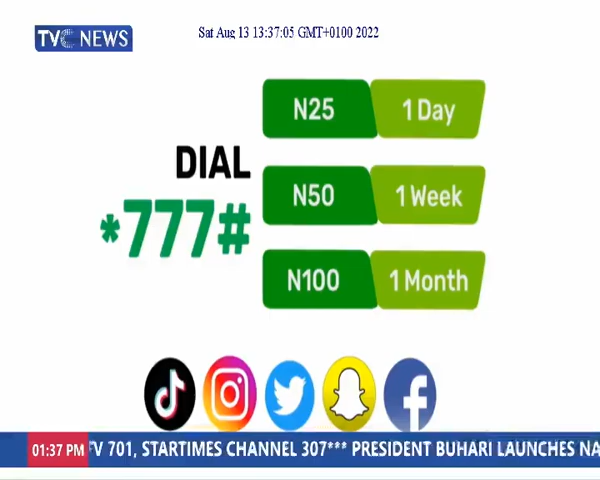 TVC NEWS
Sat Aug 13 13:37:05 GMT+0100 2022
N25 1 Day
DIAL
*777#
N50 1 Week
N100 1 Month
01:37 PM TV 701, STARTIMES CHANNEL 307*** PRESIDENT BUHARI LAUNCHES NA